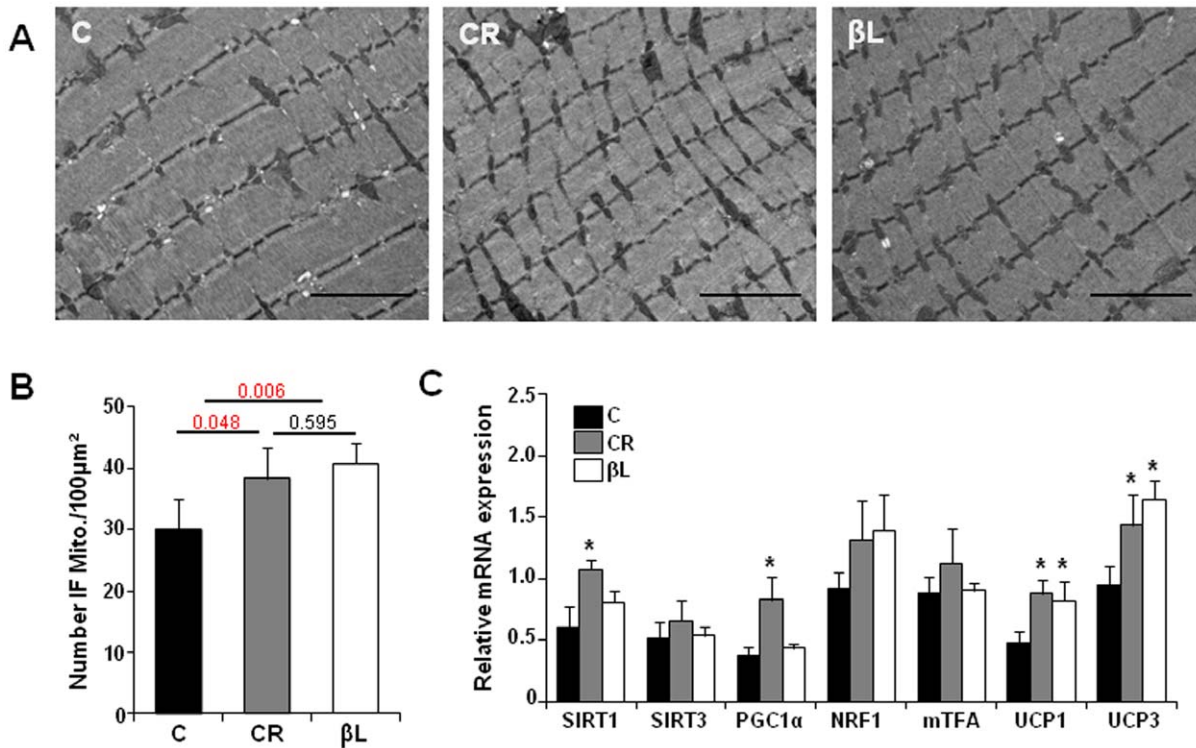 A
C
CR
βL
B
Number IF Mito./100µm²
50
40
30
20
10
0
0.006
0.048
0.595
C
CR
βL
C
Relative mRNA expression
2.5
2.0
1.5
1.0
0.5
0
C
CR
βL
*
*
*
*
*
*
SIRT1
SIRT3
PGC1α
NRF1
mTFA
UCP1
UCP3